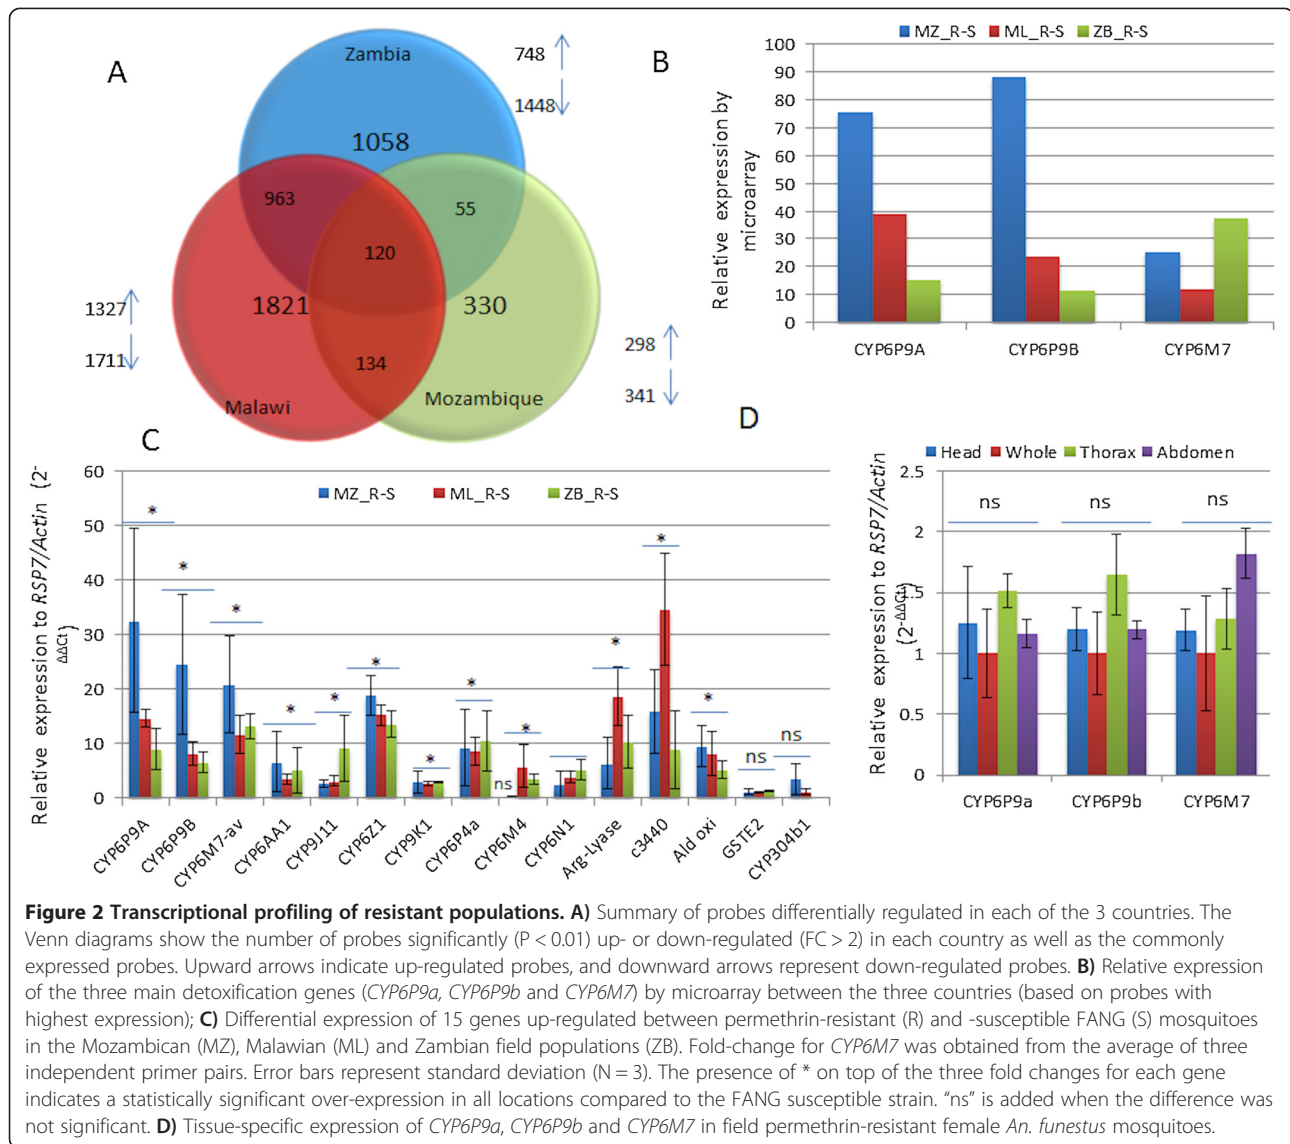 A
Zambia
748
1448
1058
963
55
120
1821
330
134
1327
1711
298
341
Malawi
Mozambique
B
MZ_R-S ML_R-S ZB_R-S
Relative expression by
microarray
100
90
80
70
60
50
40
30
20
10
0
CYP6P9A CYP6P9B CYP6M7
C
MZ_R-S ML_R-S ZB_R-S
Relative expression to RSP7/Actin (2-
ΔΔCt)
60
50
40
30
20
10
0
* * * * * * * * ns * * * * ns ns
CYP6P9A CYP6P9B CYP6M7-av CYP6AA1 CYP9J11 CYP6Z1 CYP9K1 CYP6P4a CYP6M4 CYP6N1 Arg-Lyase c3440 Ald oxi GSTE2 CYP304b1
D
Head Whole Thorax Abdomen
Relative expression to RSP7/Actin
(2-ΔΔCt)
2.5
2
1.5
1
0.5
0
ns ns ns
CYP6P9a CYP6P9b CYP6M7
Figure 2 Transcriptional profiling of resistant populations. A) Summary of probes differentially regulated in each of the 3 countries. The
Venn diagrams show the number of probes significantly (P < 0.01) up- or down-regulated (FC > 2) in each country as well as the commonly
expressed probes. Upward arrows indicate up-regulated probes, and downward arrows represent down-regulated probes. B) Relative expression
of the three main detoxification genes (CYP6P9a, CYP6P9b and CYP6M7) by microarray between the three countries (based on probes with
highest expression); C) Differential expression of 15 genes up-regulated between permethrin-resistant (R) and -susceptible FANG (S) mosquitoes
in the Mozambican (MZ), Malawian (ML) and Zambian field populations (ZB). Fold-change for CYP6M7 was obtained from the average of three
independent primer pairs. Error bars represent standard deviation (N = 3). The presence of * on top of the three fold changes for each gene
indicates a statistically significant over-expression in all locations compared to the FANG susceptible strain. “ns” is added when the difference was
not significant. D) Tissue-specific expression of CYP6P9a, CYP6P9b and CYP6M7 in field permethrin-resistant female An. funestus mosquitoes.